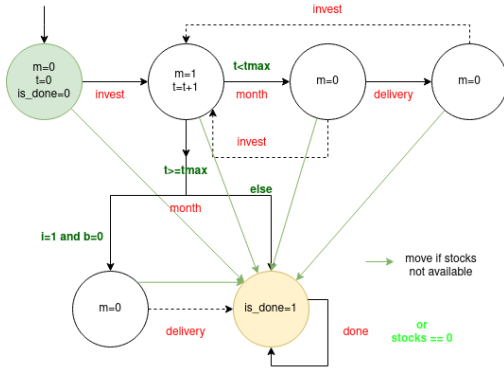 invest
m=0
t=0
is_done=0
invest
m=1
t=t+1
t<tmax
month
m=0
delivery
m=0
invest
t>=tmax
month
else
i=1 and b=0
move if stocks
not available
m=0
delivery
is_done=1
done
or
stocks == 0